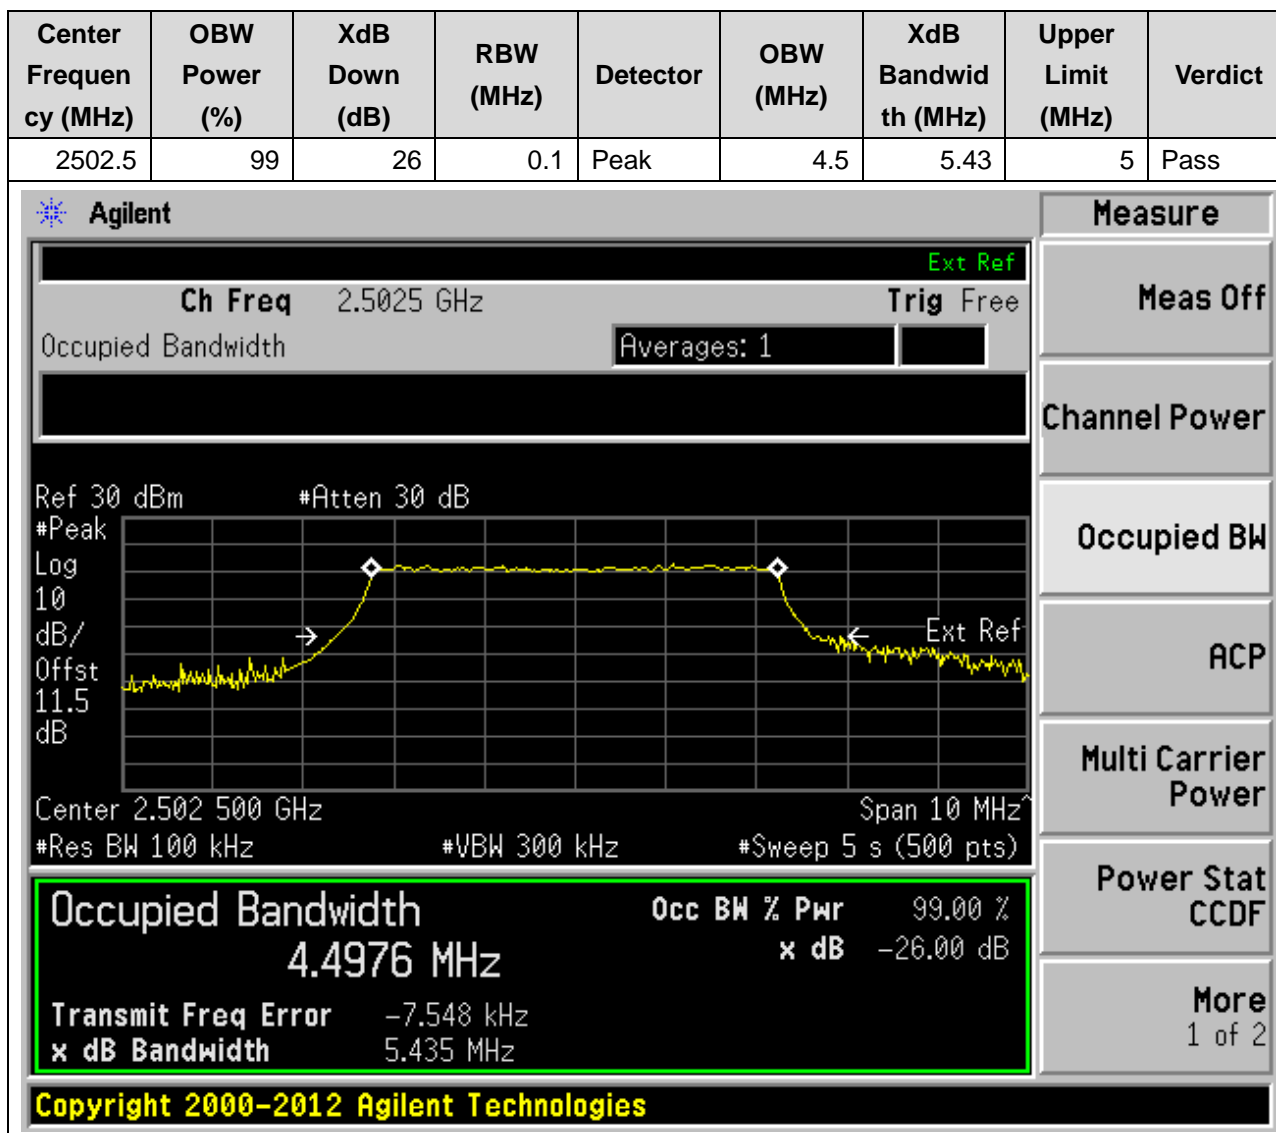 Center Frequen cy (MHz) OBW Power (%) XdB Down (dB) RBW (MHz) Detector OBW (MHz) XdB Bandwid th (MHz) Upper Limit (MHz) Verdict
2502.5 99 26 0.1 Peak 4.5 5.43 5 Pass
Agilent
Measure
Ext Ref
Ch Freq 2.5025 GHz Trig Free
Meas Off
Occupied Bandwidth Averages: 1
Channel Power
Ref 30 dBm #Atten 30 dB
#Peak
Log
10
dB/
Offst
11.5
dB
Ext Ref
Occupied BW
ACP
Multi Carrier
Power
Center 2.502 500 GHz Span 10 MHz^
#Res BW 100 kHz #VBW 300 kHz #Sweep 5 s (500 pts)
Power Stat
CCDF
Occupied Bandwidth Occ BW % Pwr 99.00 %
4.4976 MHz x dB -26.00 dB
Transmit Freq Error -7.548 kHz
x dB Bandwidth 5.435 MHz
More
1 of 2
Copyright 2000-2012 Agilent Technologies